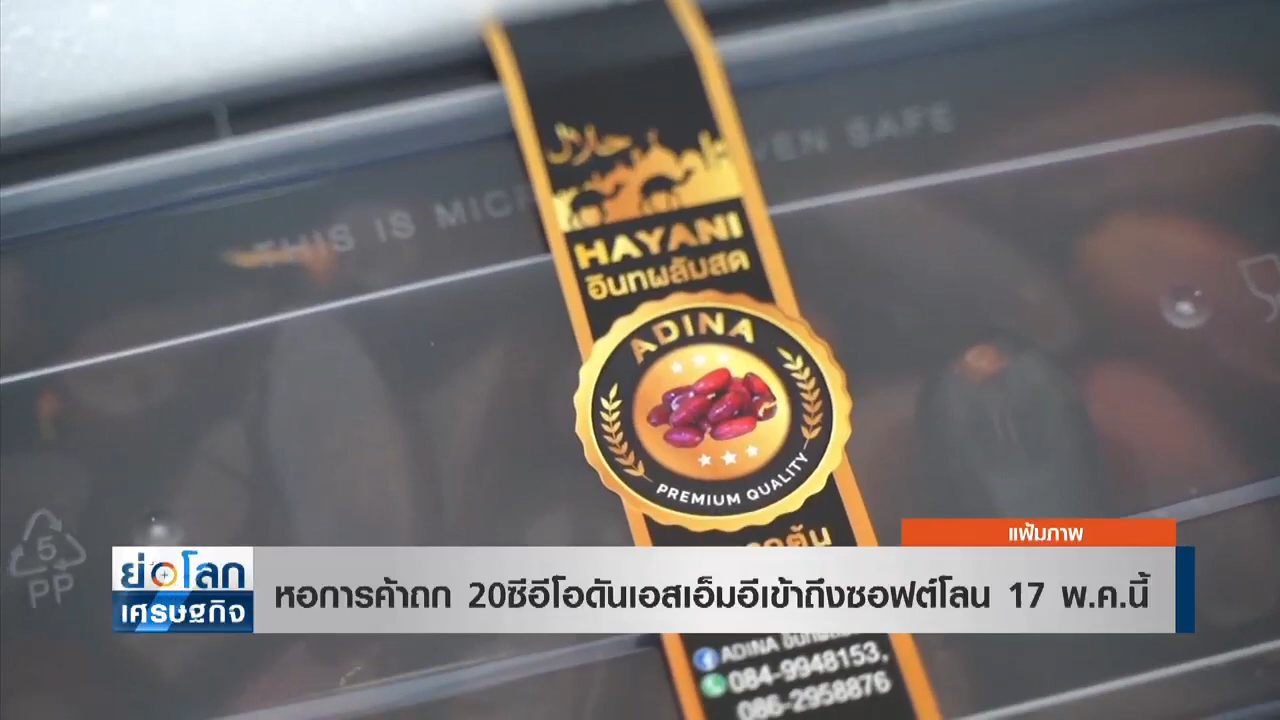 حلال
THIS IS MICR VEN SAFE
HAYANI
อินทผลัมสด
ADINA
PREMIUM QUALITY
5
PP
แฟ้มภาพ
ย่อโลก
เศรษฐกิจ
หอการค้าถก 20ซีอีโอดันเอสเอ็มอีเข้าถึงซอฟต์โลน 17 พ.ค.นี้
ADINA
084-9948153,
086-2958876